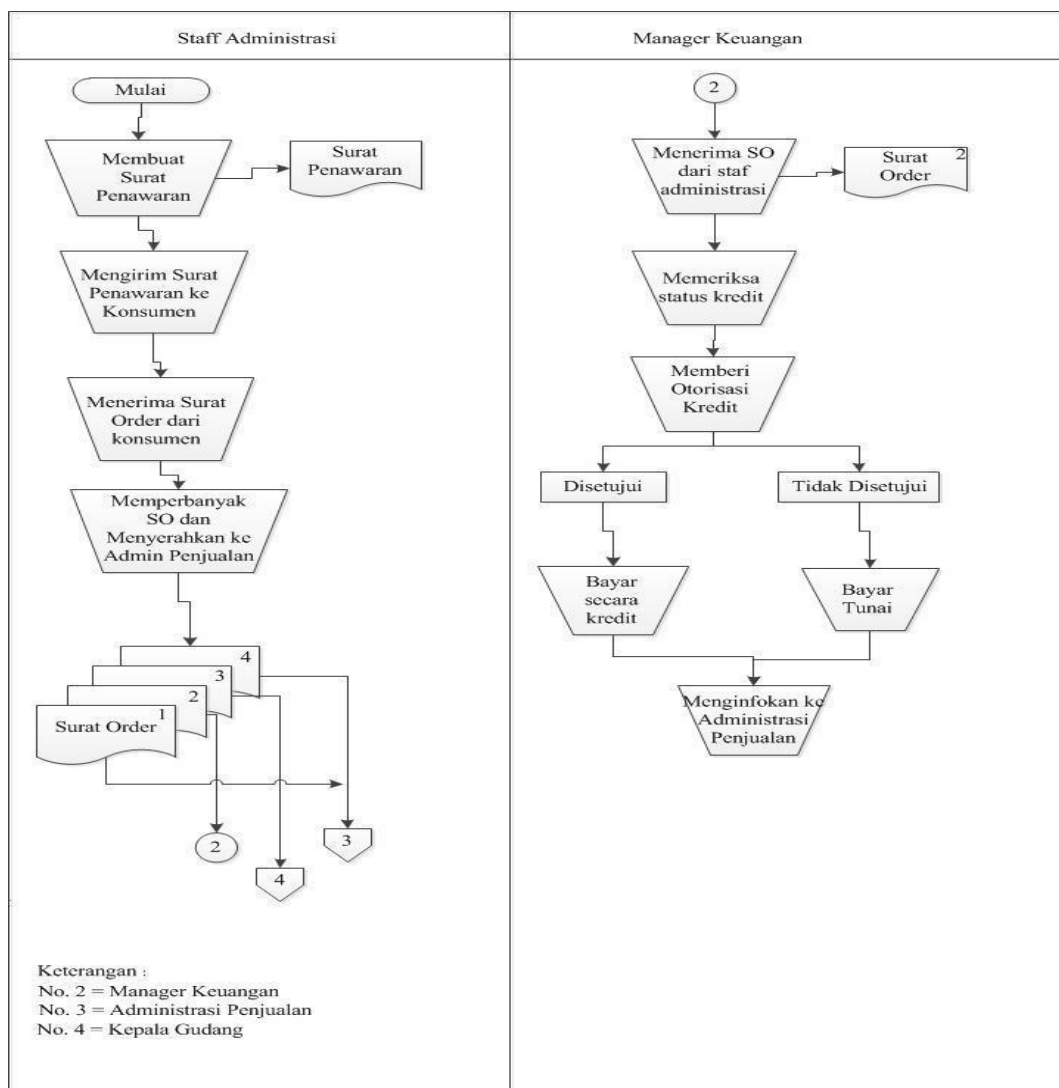 Staff Administrasi
Mulai
Membuat
Surat
Penawaran
Surat
Penawaran
Mengirim Surat
Penawaran ke
Konsumen
Menerima Surat
Order dari
konsumen
Memperbanyak
SO dan
Menyerahkan ke
Admin Penjualan
4
3
2
1
Surat Order
2
4
3
Keterangan :
No. 2 = Manager Keuangan
No. 3 = Administrasi Penjualan
No. 4 = Kepala Gudang
Manager Keuangan
2
Menerima SO
dari staf
administrasi
Surat 2
Order
Memeriksa
status kredit
Memberi
Otorisasi
Kredit
Disetujui
Tidak Disetujui
Bayar
secara
kredit
Bayar
Tunai
Menginfokan ke
Administrasi
Penjualan